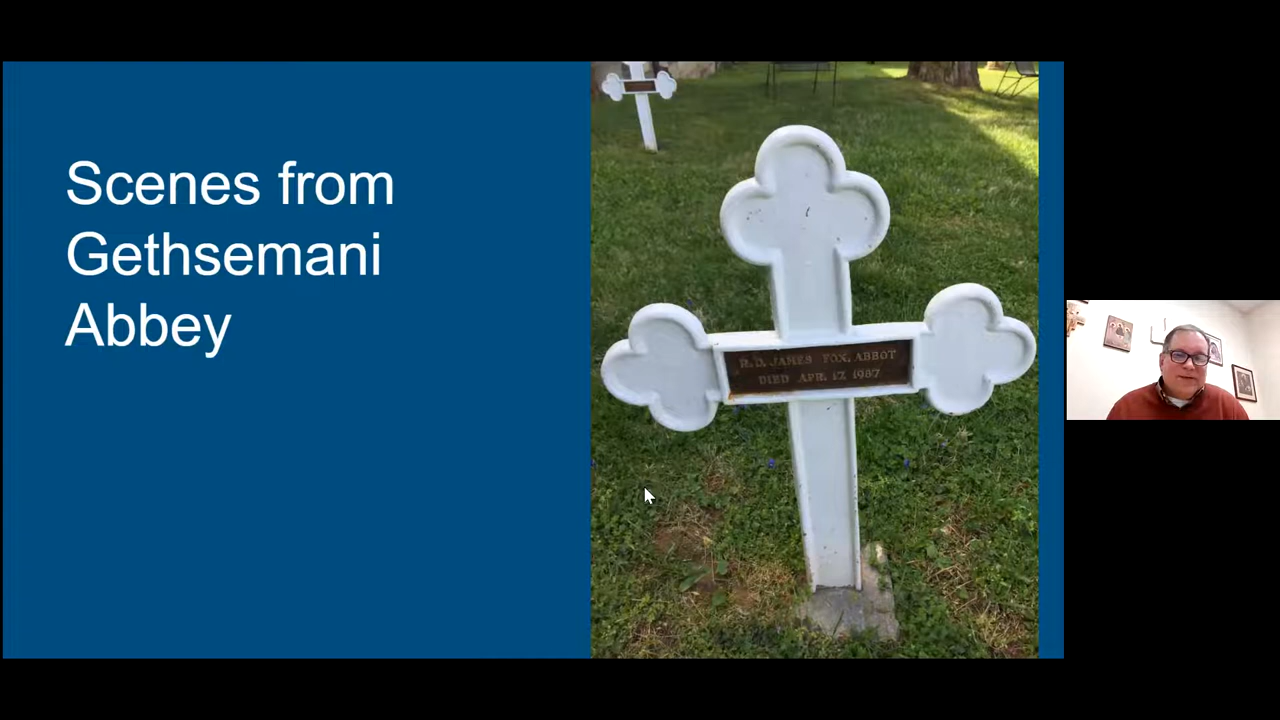 Scenes from
Gethsemani
Abbey
R.D. JAMES FOX, ABBOT
DIED APR. 17, 1987